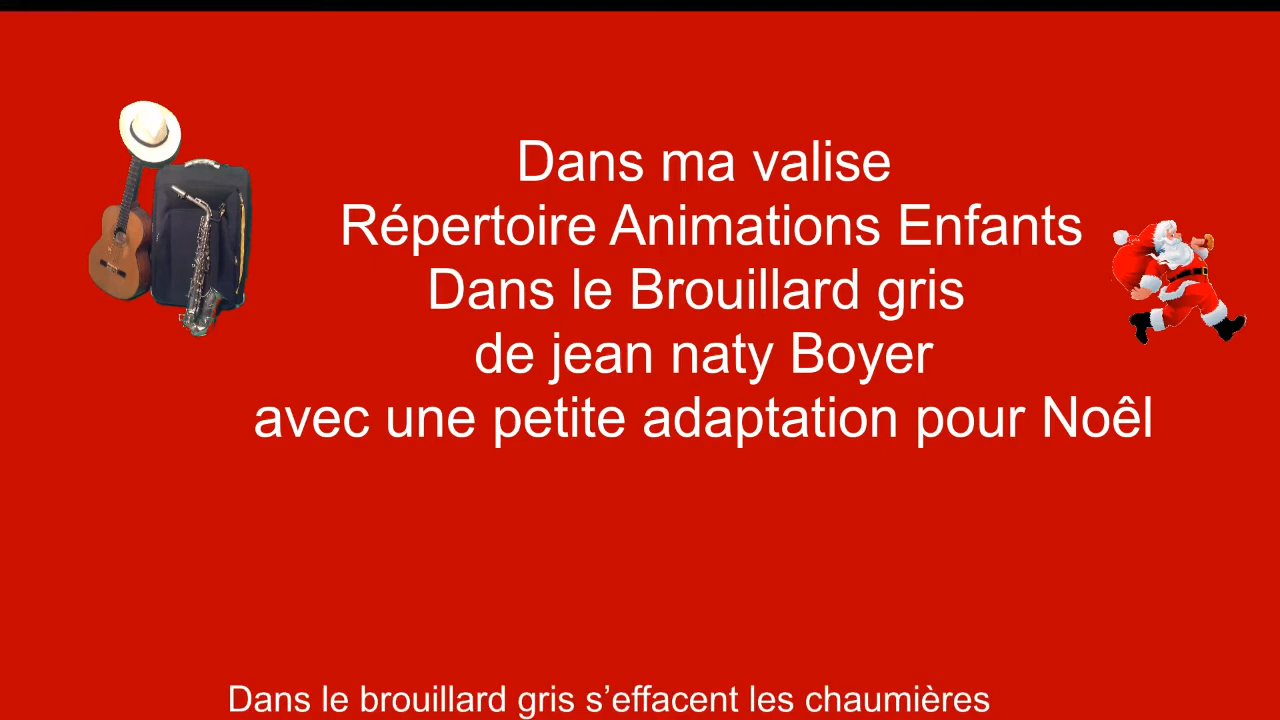 Dans ma valise
Répertoire Animations Enfants
Dans le Brouillard gris
de jean naty Boyer
avec une petite adaptation pour Noêl
Dans le brouillard gris s’effacent les chaumières